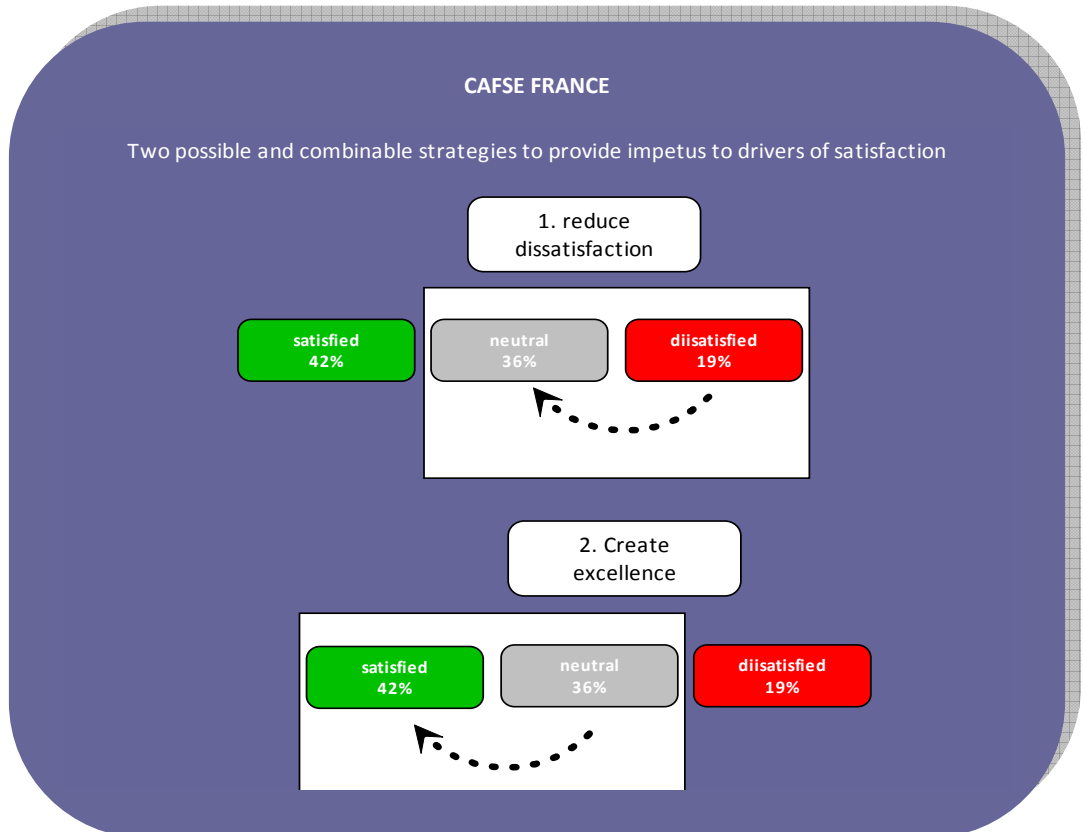 CAFSE FRANCE
Two possible and combinable strategies to provide impetus to drivers of satisfaction
1. reduce
dissatisfaction
satisfied
42%
neutral
36%
diisatisfied
19%
2. Create
excellence
satisfied
42%
neutral
36%
diisatisfied
19%